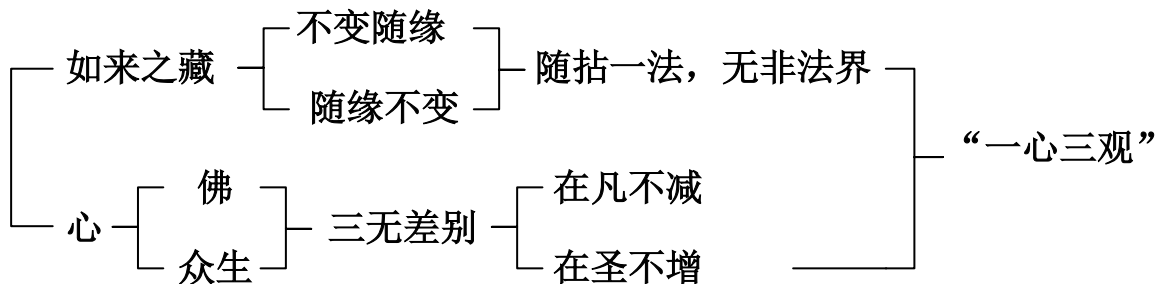 不变随缘
如来之藏
随拈一法，无非法界
随缘不变
“一心三观”
佛
在凡不减
心
三无差别
众生
在圣不增